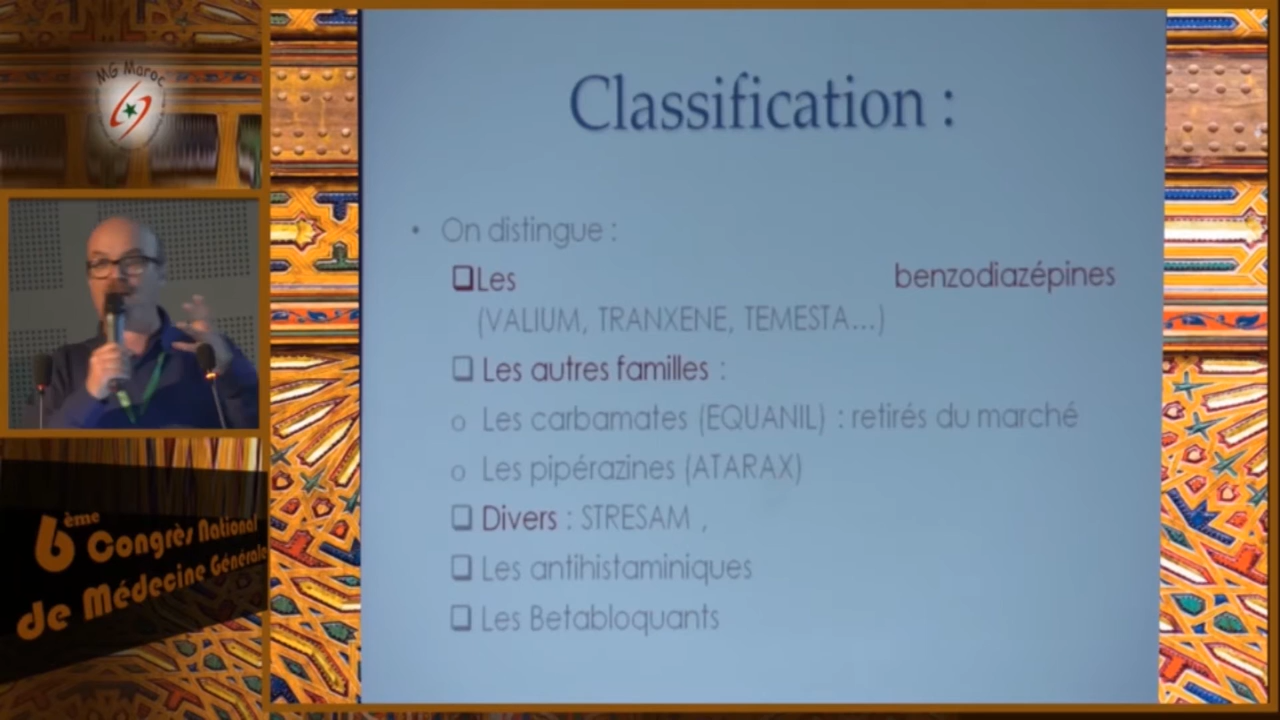 MG Maroc
Classification :
• On distingue :
❑Les benzodiazépines
(VALIUM, TRANXENE, TEMESTA...)
❑ Les autres familles :
o Les carbamates (EQUANIL) : retirés du marché
o Les pipérazines (ATARAX)
❑ Divers : STRESAM ,
❑ Les antihistaminiques
❑ Les Betabloquants
6ème Congrès National
de Médecine Générale